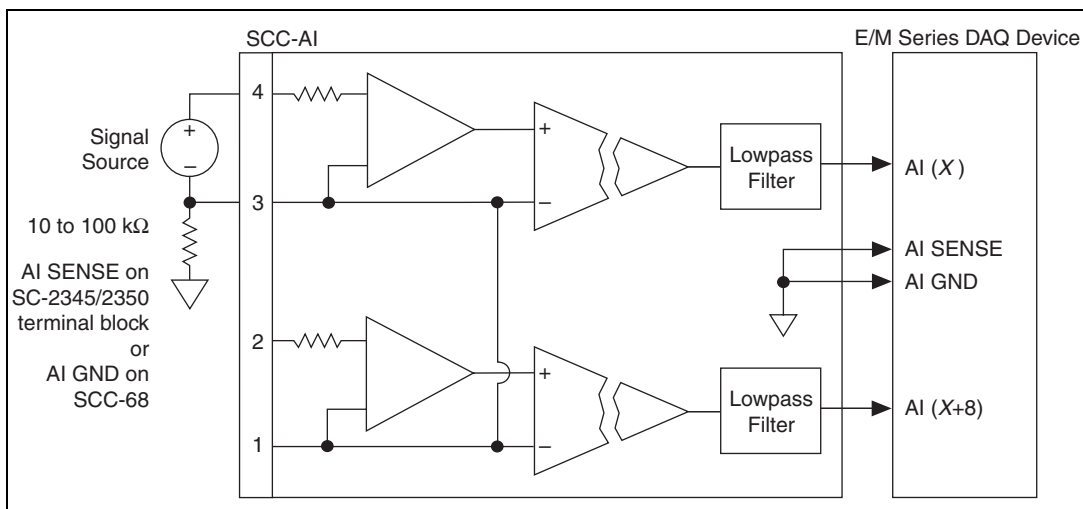 SCC-AI
E/M Series DAQ Device
4
Signal
Source
+
−
3
10 to 100 kΩ
AI SENSE on
SC-2345/2350
terminal block
or
AI GND on
SCC-68
2
1
+
−
Lowpass
Filter
AI (X)
AI SENSE
AI GND
+
−
Lowpass
Filter
AI (X+8)